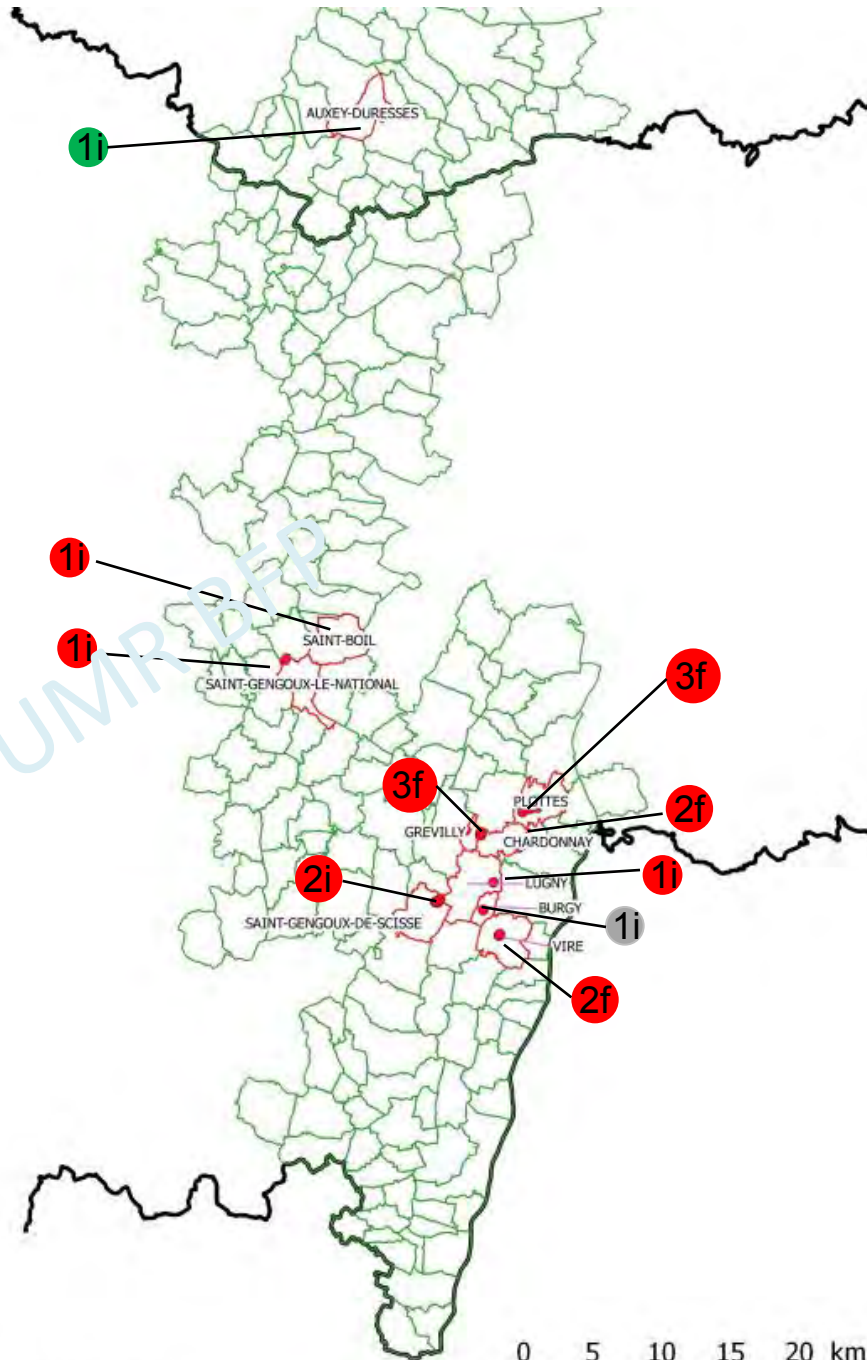 AUXEY-DURESSES
1i
1i
SAINT-BOIL
1i
SAINT-GENGOUX-LE-NATIONAL
UMR BFP
3f
3f
PLOTTES
2f
GREVILLY
CHARDONNAY
2i
LUGNY
1i
BURGY
SAINT-GENGOUX-DE-SCISSE
1i
VIRE
2f
0 5 10 15 20 km